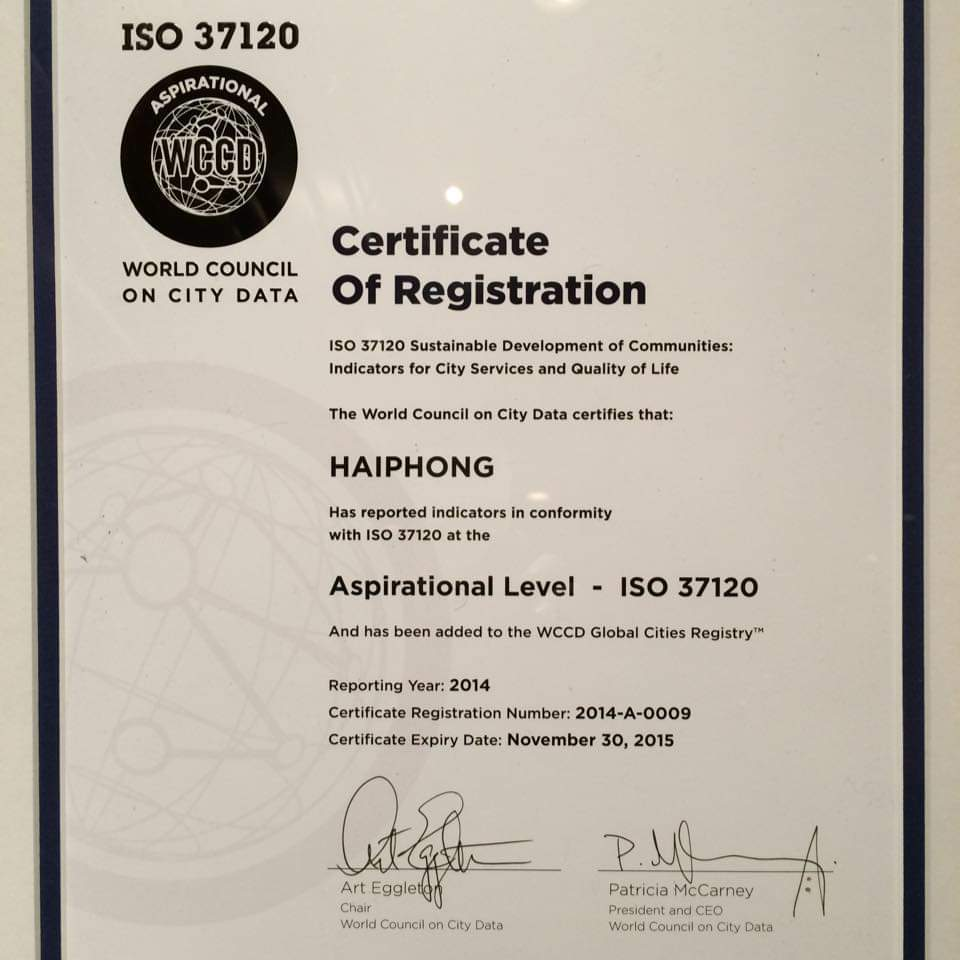 ISO 37120
ASPIRATIONAL
WCCD
WORLD COUNCIL
ON CITY DATA
Certificate
Of Registration
ISO 37120 Sustainable Development of Communities:
Indicators for City Services and Quality of Life
The World Council on City Data certifies that:
HAIPHONG
Has reported indicators in conformity
with ISO 37120 at the
Aspirational Level - ISO 37120
And has been added to the WCCD Global Cities Registry™
Reporting Year: 2014
Certificate Registration Number: 2014-A-0009
Certificate Expiry Date: November 30, 2015
Art Eggleton
Chair
World Council on City Data
Patricia McCarney
President and CEO
World Council on City Data